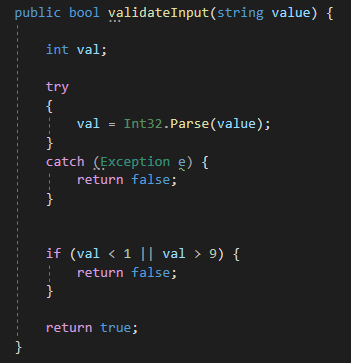 public bool validateInput(string value) {
int val;
try
{
val = Int32.Parse(value);
}
catch (Exception e) {
return false;
}
if (val < 1 || val > 9) {
return false;
}
return true;
}